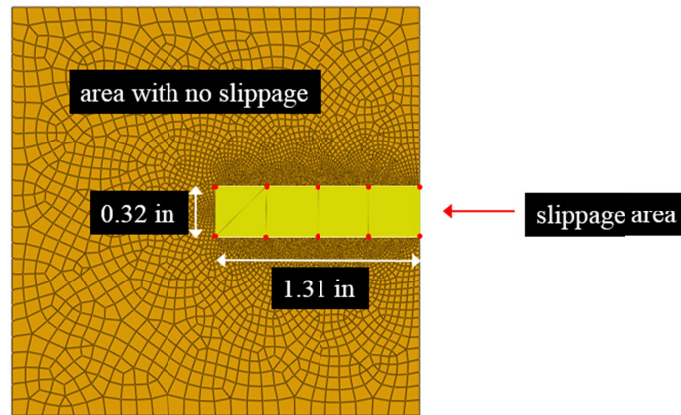 area with no slippage
0.32 in
slippage area
1.31 in